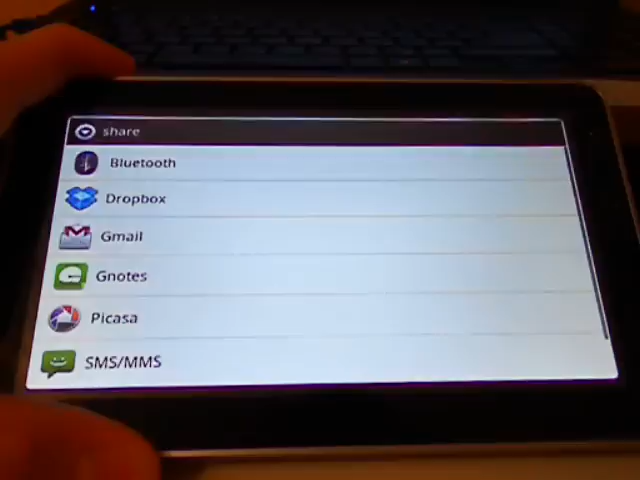 share
Bluetooth
Dropbox
Gmail
Gnotes
Picasa
SMS/MMS